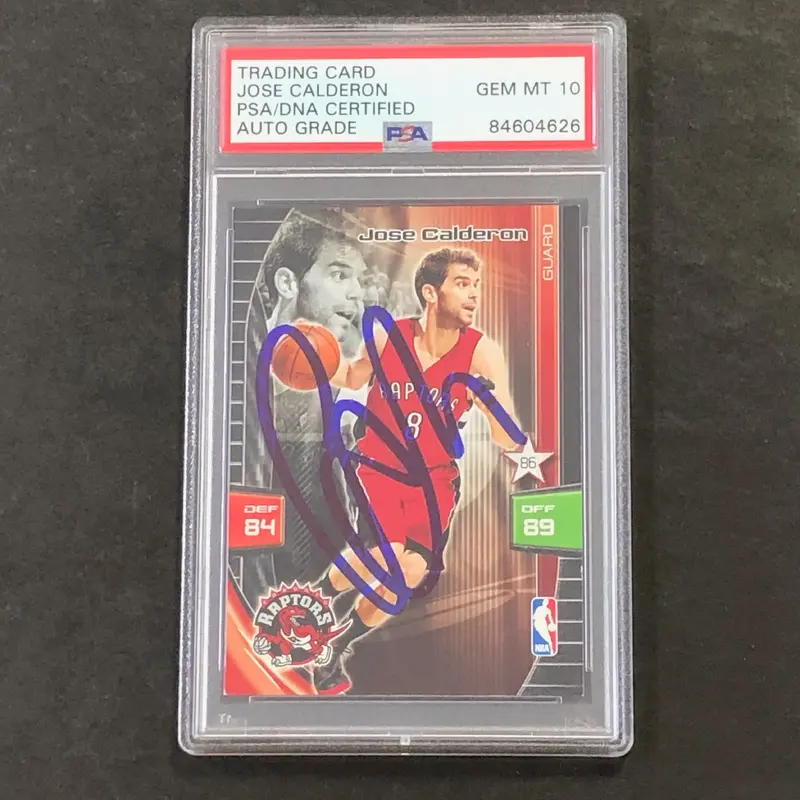 TRADING CARD
JOSE CALDERON GEM MT 10
PSA/DNA CERTIFIED
AUTO GRADE PSA 84604626
Jose Calderon
GUARD
RAPTORS
8
86
DEF
84
OFF
89
RAPTORS
NBA